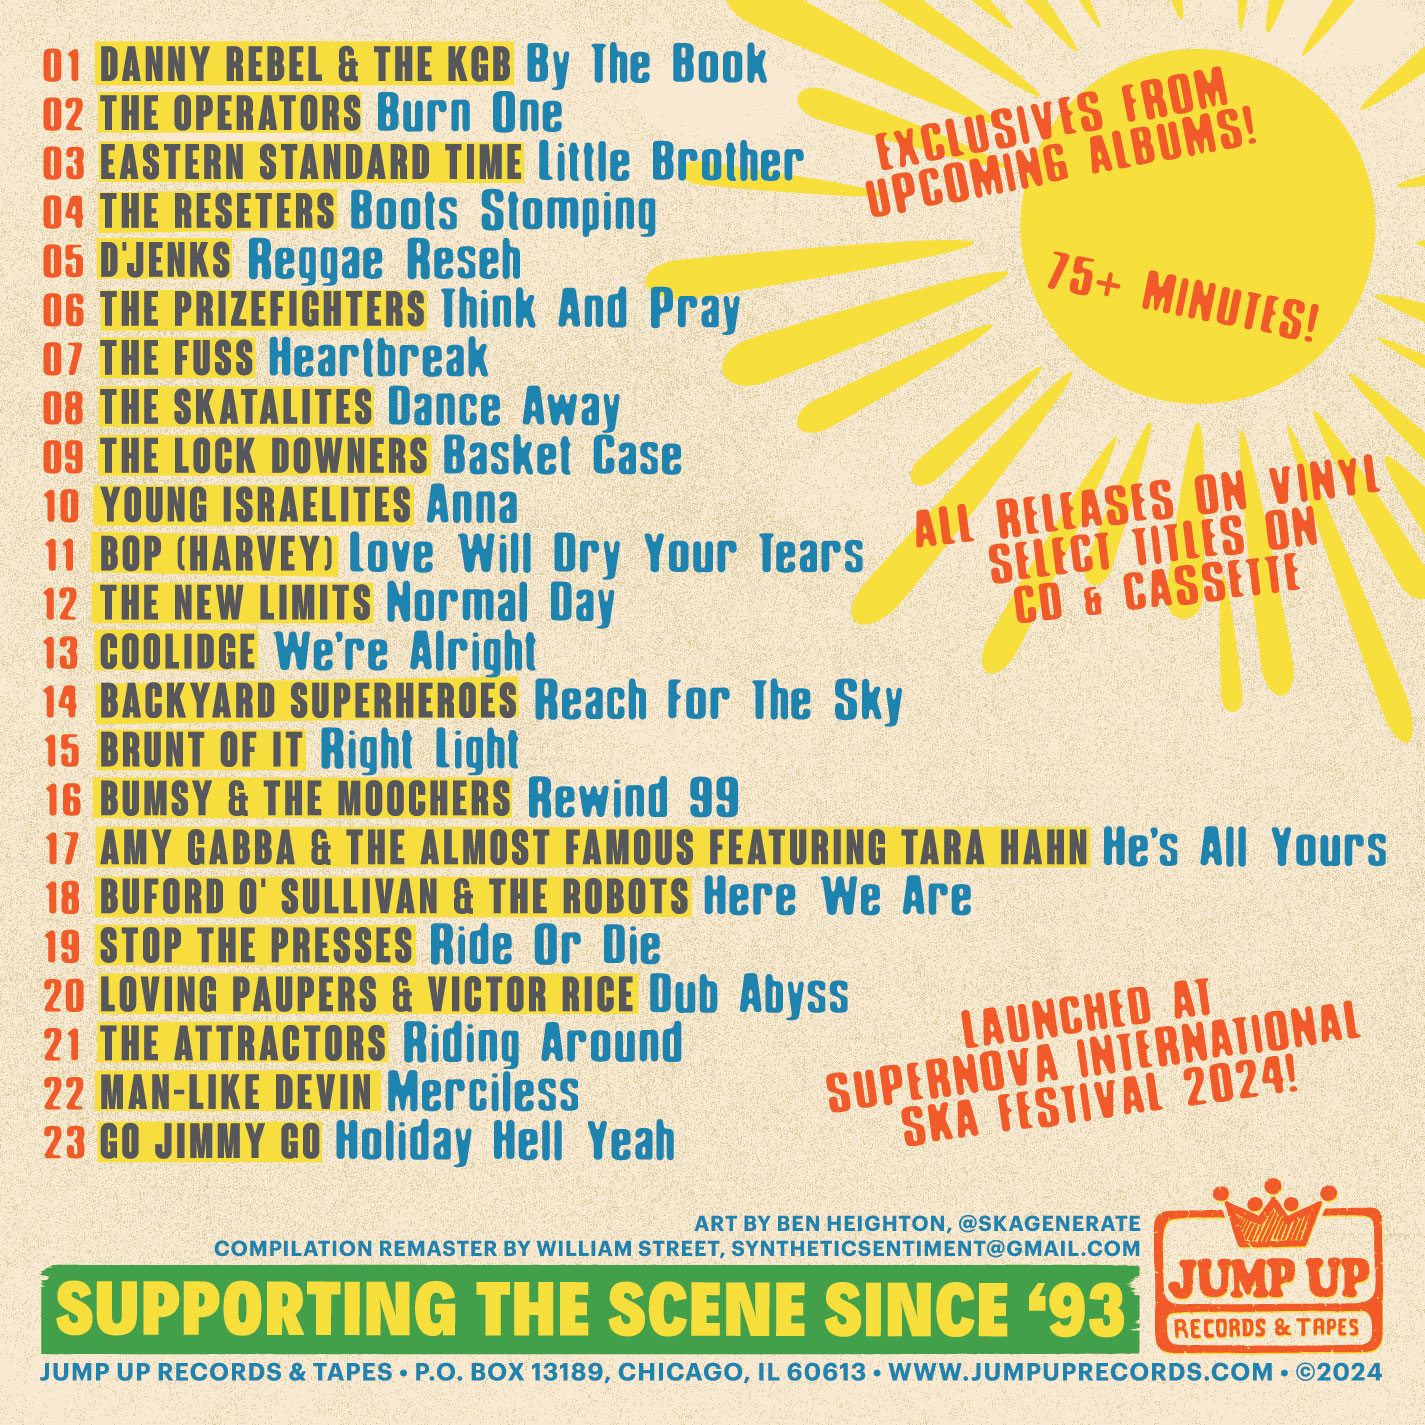 01 DANNY REBEL & THE KGB By The Book
02 THE OPERATORS Burn One
03 EASTERN STANDARD TIME Little Brother
04 THE RESETERS Boots Stomping
05 D'JENKS Reggae Reseh
06 THE PRIZEFIGHTERS Think And Pray
07 THE FUSS Heartbreak
08 THE SKATALITES Dance Away
09 THE LOCK DOWNERS Basket Case
10 YOUNG ISRAELITES Anna
11 BOP (HARVEY) Love Will Dry Your Tears
12 THE NEW LIMITS Normal Day
13 COOLIDGE We're Alright
14 BACKYARD SUPERHEROES Reach For The Sky
15 BRUNT OF IT Right Light
16 BUMSY & THE MOOCHERS Rewind 99
17 AMY GABBA & THE ALMOST FAMOUS FEATURING TARA HAHN He's All Yours
18 BUFORD O' SULLIVAN & THE ROBOTS Here We Are
19 STOP THE PRESSES Ride Or Die
20 LOVING PAUPERS & VICTOR RICE Dub Abyss
21 THE ATTRACTORS Riding Around
22 MAN-LIKE DEVIN Merciless
23 GO JIMMY GO Holiday Hell Yeah
EXCLUSIVES FROM
UPCOMING ALBUMS!
75+ MINUTES!
ALL RELEASES ON VINYL
SELECT TITLES ON
CD & CASSETTE
LAUNCHED AT
SUPERNOVA INTERNATIONAL
SKA FESTIVAL 2024!
ART BY BEN HEIGHTON, @SKAGENERATE
COMPILATION REMASTER BY WILLIAM STREET, SYNTHETICSENTIMENT@GMAIL.COM
SUPPORTING THE SCENE SINCE ‘93
JUMP UP
RECORDS & TAPES
JUMP UP RECORDS & TAPES • P.O. BOX 13189, CHICAGO, IL 60613 • WWW.JUMPUPRECORDS.COM • ©2024